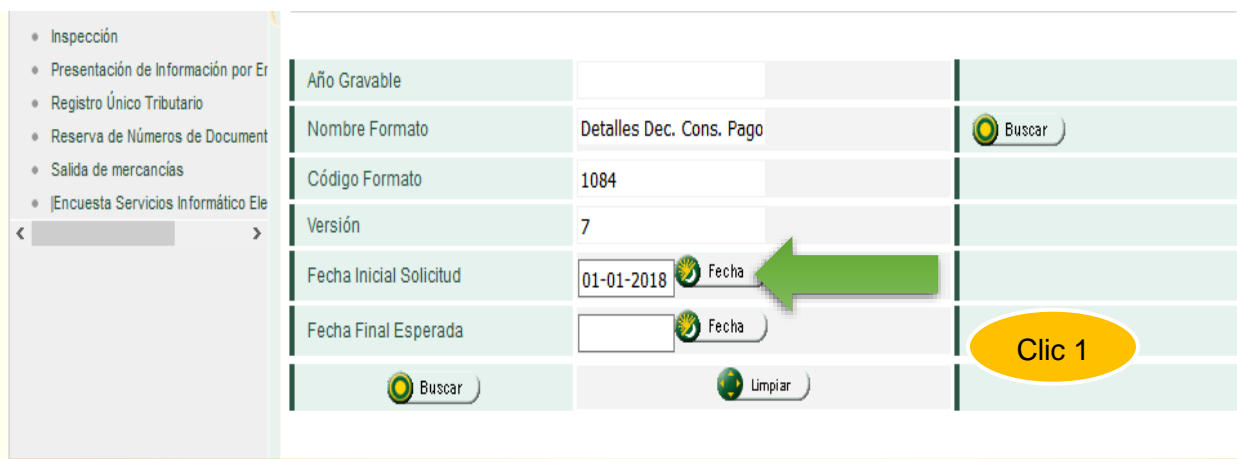 Inspección
Presentación de Información por Er
Registro Único Tributario
Reserva de Números de Document
Salida de mercancías
|Encuesta Servicios Informático Ele
Año Gravable
Nombre Formato Detalles Dec. Cons. Pago Buscar
Código Formato 1084
Versión 7
Fecha Inicial Solicitud 01-01-2018 Fecha
Fecha Final Esperada Fecha
Clic 1
Buscar Limpiar